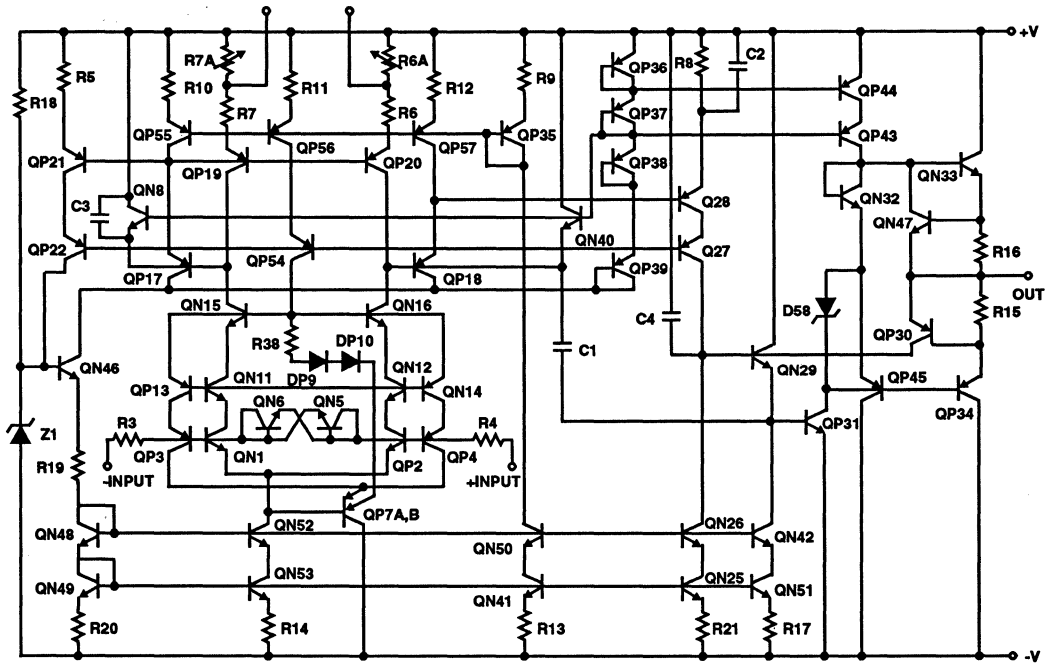 +V
R5
R7A
R6A
QP36
R8
C2
R18
R10
R11
R12
R9
QP44
R7
R6
QP37
QP55
QP56
QP57
QP35
QP43
QP21
QP19
QP20
QP38
QN33
QN8
QN32
C3
Q28
QN47
QP22
QP54
QN40
Q27
R16
QP17
QP18
QP39
OUT
QN15
QN16
D58
R15
C4
R38
DP10
C1
QP30
QN46
QP13
QN11
DP9
QN12
QN14
QN29
QP45
QP34
QN6
QN5
Z1
R3
R4
QP31
QP3
QN1
QP2
QP4
R19
-INPUT
+INPUT
QP7A,B
QN48
QN52
QN50
QN26
QN42
QN49
QN53
QN41
QN25
QN51
R20
R14
R13
R21
R17
-V